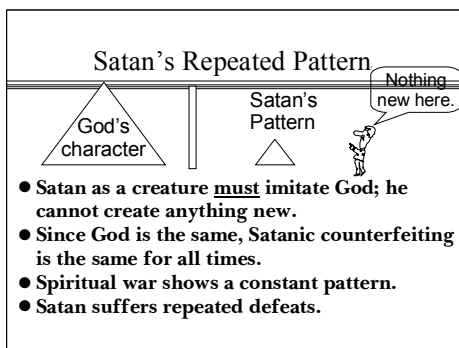 Satan's Repeated Pattern
Nothing
new here.
God's
character
Satan's
Pattern
● Satan as a creature must imitate God; he
cannot create anything new.
● Since God is the same, Satanic counterfeiting
is the same for all times.
● Spiritual war shows a constant pattern.
● Satan suffers repeated defeats.